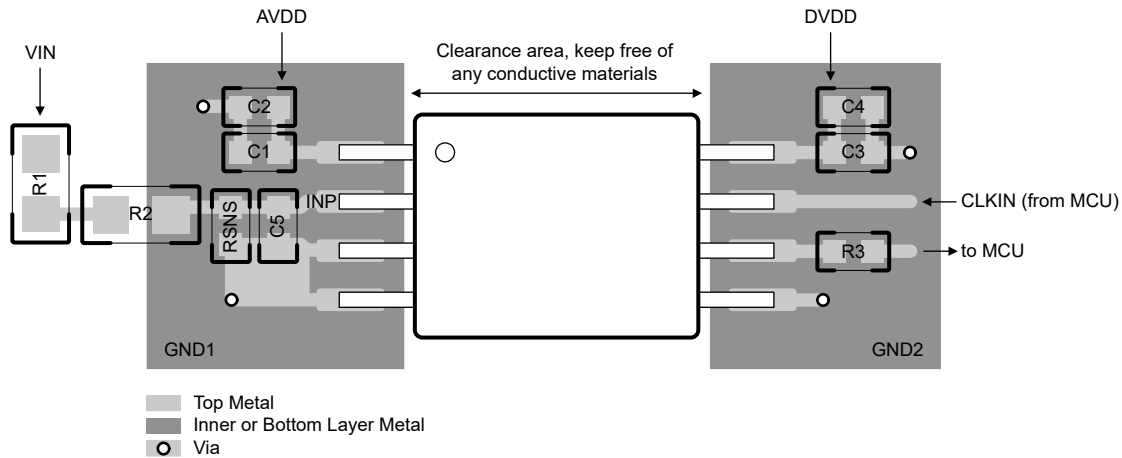 AVDD
DVDD
VIN
Clearance area, keep free of
any conductive materials
C2
C4
C1
C3
R1
INP
CLKIN (from MCU)
R2
RSNS
C5
R3
to MCU
GND1
GND2
Top Metal
Inner or Bottom Layer Metal
Via